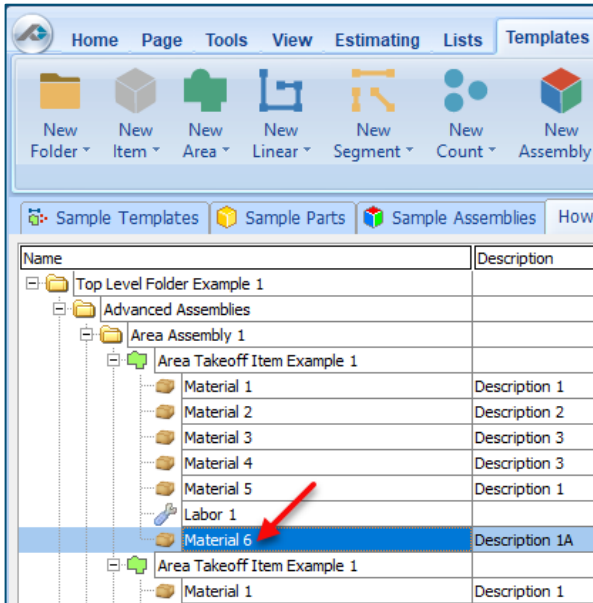 Home Page Tools View Estimating Lists Templates
New Folder New Item New Area New Linear New Segment New Count New Assembly
Sample Templates Sample Parts Sample Assemblies How
Name Description
Top Level Folder Example 1
Advanced Assemblies
Area Assembly 1
Area Takeoff Item Example 1
Material 1 Description 1
Material 2 Description 2
Material 3 Description 3
Material 4 Description 3
Material 5 Description 1
Labor 1
Material 6 Description 1A
Area Takeoff Item Example 1
Material 1 Description 1